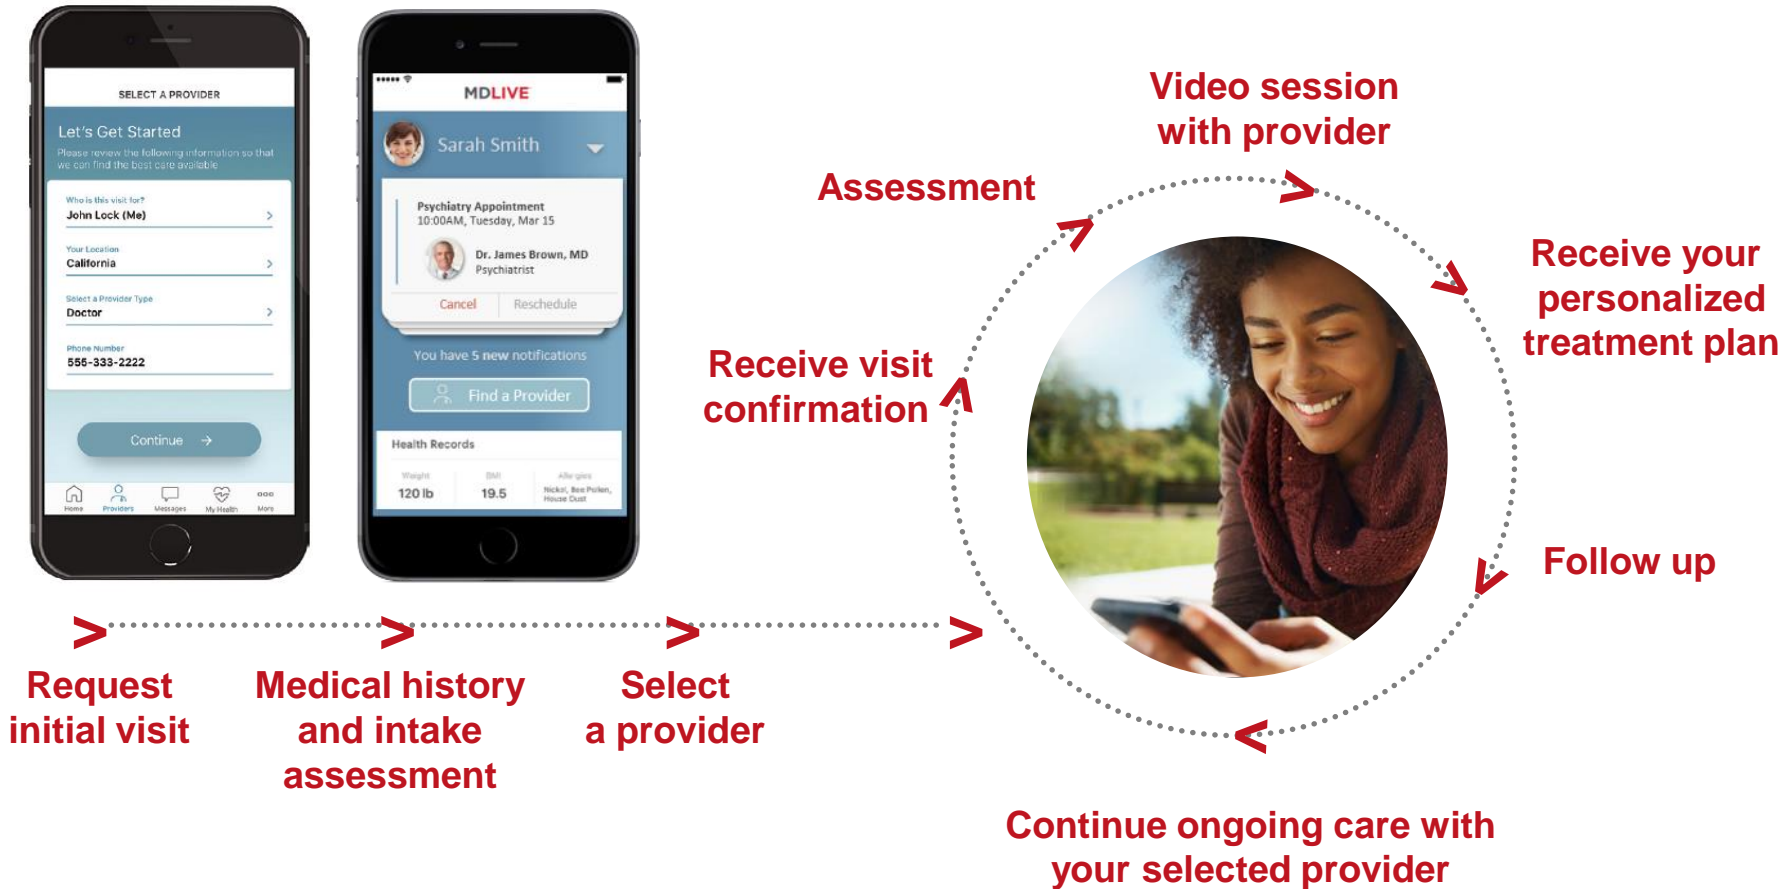 SELECT A PROVIDER
Let's Get Started
Please review the following information so that
we can find the best care available
Who is this visit for?
John Lock (Me)
Your Location
California
Select a Provider Type
Doctor
Phone Number
555-333-2222
Continue
Home
Providers
Messages
My Health
More
MDLIVE
Sarah Smith
Psychiatry Appointment
10:00AM, Tuesday, Mar 15
Dr. James Brown, MD
Psychiatrist
Cancel
Reschedule
You have 5 new notifications
Find a Provider
Health Records
Weight
BMI
Allergies
120 lb
19.5
Nickel, Bee Pollen,
House Dust
Request
initial visit
Medical history
and intake
assessment
Select
a provider
Receive visit
confirmation
Assessment
Video session
with provider
Receive your
personalized
treatment plan
Follow up
Continue ongoing care with
your selected provider